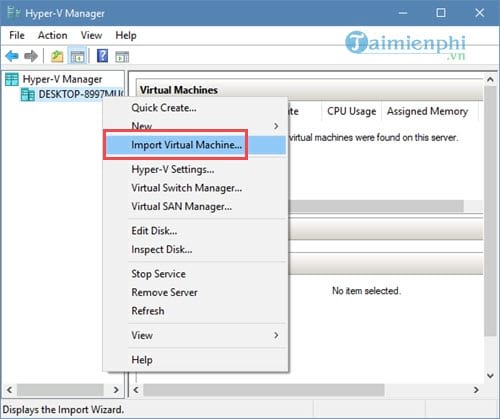 Hyper-V Manager
File Action View Help
Taimienphi
.vn
Hyper-V Manager
DESKTOP-8997MU
Virtual Machines
CPU Usage Assigned Memory
virtual machines were found on this server.
No item selected.
Quick Create...
New
Import Virtual Machine...
Hyper-V Settings...
Virtual Switch Manager...
Virtual SAN Manager...
Edit Disk...
Inspect Disk...
Stop Service
Remove Server
Refresh
View
Help
Displays the Import Wizard.